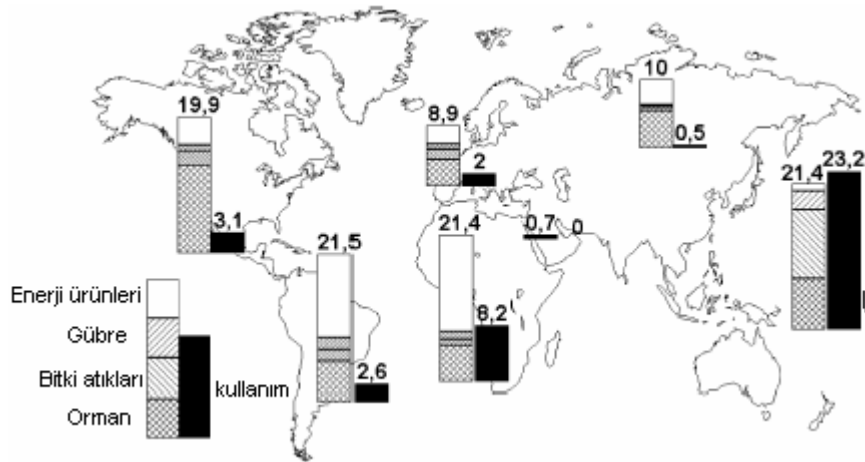 10
19,9
8,9
0,5
2
21,4
23,2
3,1
21,5
21,4
0,7
0
Enerji ürünleri
Gübre
8,2
Bitki atıkları
kullanım
2,6
Orman